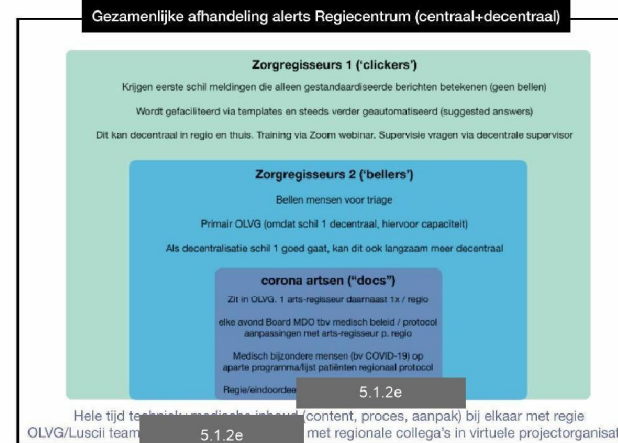 Gezamenlijke afhandeling alerts Regiecentrum (centraal+decentraal)
Zorgregisseurs 1 ('clickers')
Krijgen eerste schil meldingen die alleen gestandaardiseerde berichten betekenen (geen bellen)
Wordt gefaciliteerd via templates en steeds verder geautomatiseerd (suggested answers)
Dit kan decentraal in regio en thuis. Training via Zoom webinar. Supervisie vragen via decentrale supervisor
Zorgregisseurs 2 ('bellers')
Bellen mensen voor triage
Primair OLVG (omdat schil 1 decentraal, hiervoor capaciteit)
Als decentralisatie schil 1 goed gaat, kan dit ook langzaam meer decentraal
corona artsen ("docs")
Zit in OLVG. 1 arts-regisseur daarnaast 1x / regio
elke avond Board MDO tbv medisch beleid / protocol
aanpassingen met arts-regisseur p. regio
Medisch bijzondere mensen (bv COVID-19) op
aparte programma/lijst patiënten regionaal protocol
Regie/eindoordee
5.1.2e
Hele tijd (content, proces, aanpak) bij elkaar met regie
OLVG/Luscii team 5.1.2e met regionale collega's in virtuele projectorganisat